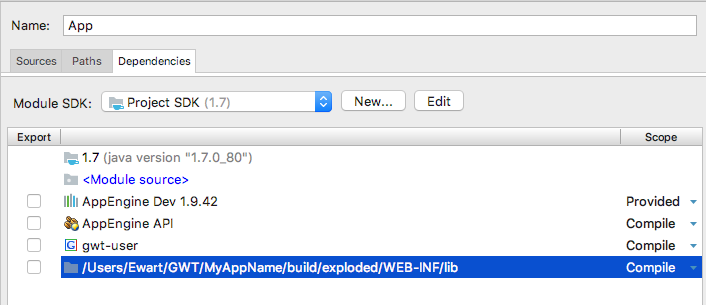 Name: App
Sources Paths Dependencies
Module SDK: Project SDK (1.7) New... Edit
Export Scope
1.7 (java version "1.7.0_80")
<Module source>
AppEngine Dev 1.9.42 Provided
AppEngine API Compile
gwt-user Compile
/Users/Ewart/GWT/MyAppName/build/exploded/WEB-INF/lib Compile